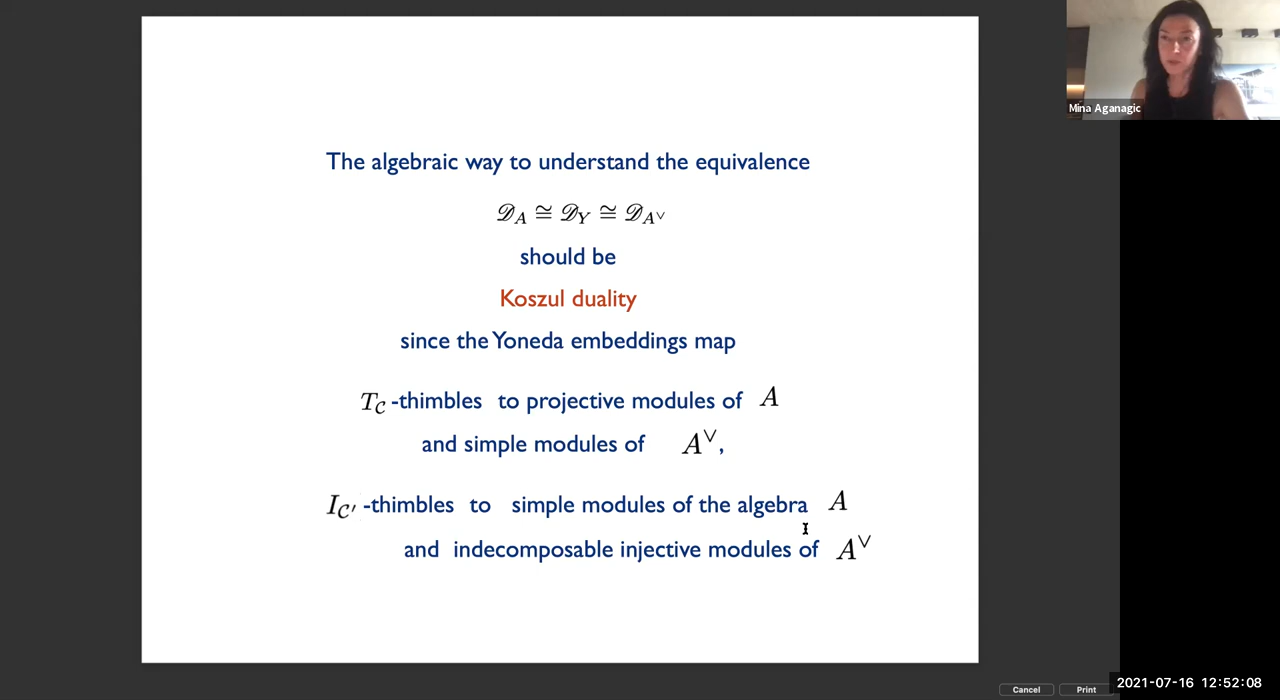 Mina Aganagic
The algebraic way to understand the equivalence
𝒟_A ≅ 𝒟_Y ≅ 𝒟_{A^∨}
should be
Koszul duality
since the Yoneda embeddings map
T_𝒞 -thimbles to projective modules of A
and simple modules of A^∨,
I_{𝒞'} -thimbles to simple modules of the algebra A
and indecomposable injective modules of A^∨
Cancel Print 2021-07-16 12:52:08